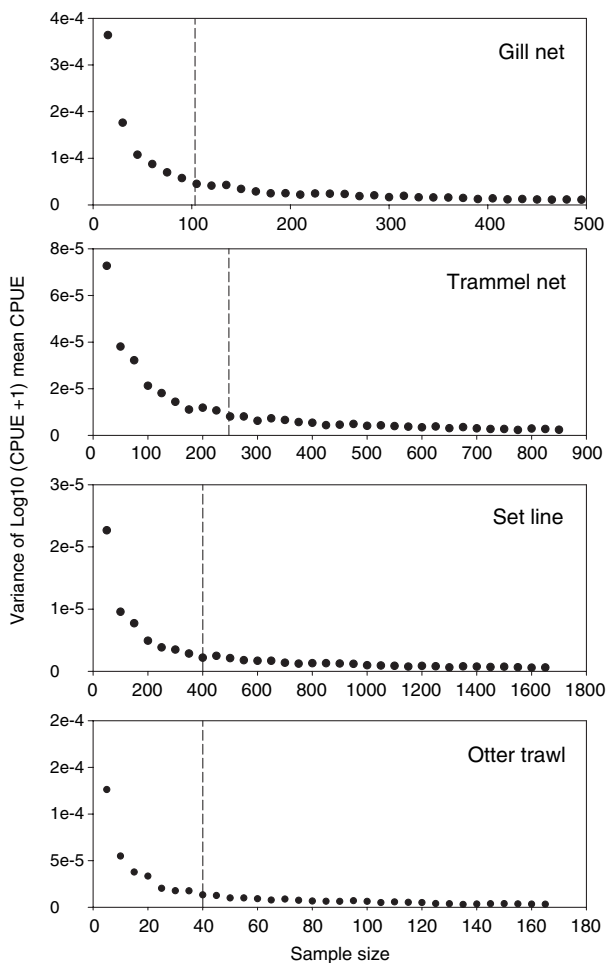 Variance of Log10 (CPUE +1) mean CPUE
Gill net
4e-4
3e-4
2e-4
1e-4
0
0 100 200 300 400 500
Trammel net
8e-5
6e-5
4e-5
2e-5
0
0 100 200 300 400 500 600 700 800 900
Set line
3e-5
2e-5
1e-5
0
0 200 400 600 800 1000 1200 1400 1600 1800
Otter trawl
2e-4
2e-4
1e-4
5e-5
0
0 20 40 60 80 100 120 140 160 180
Sample size